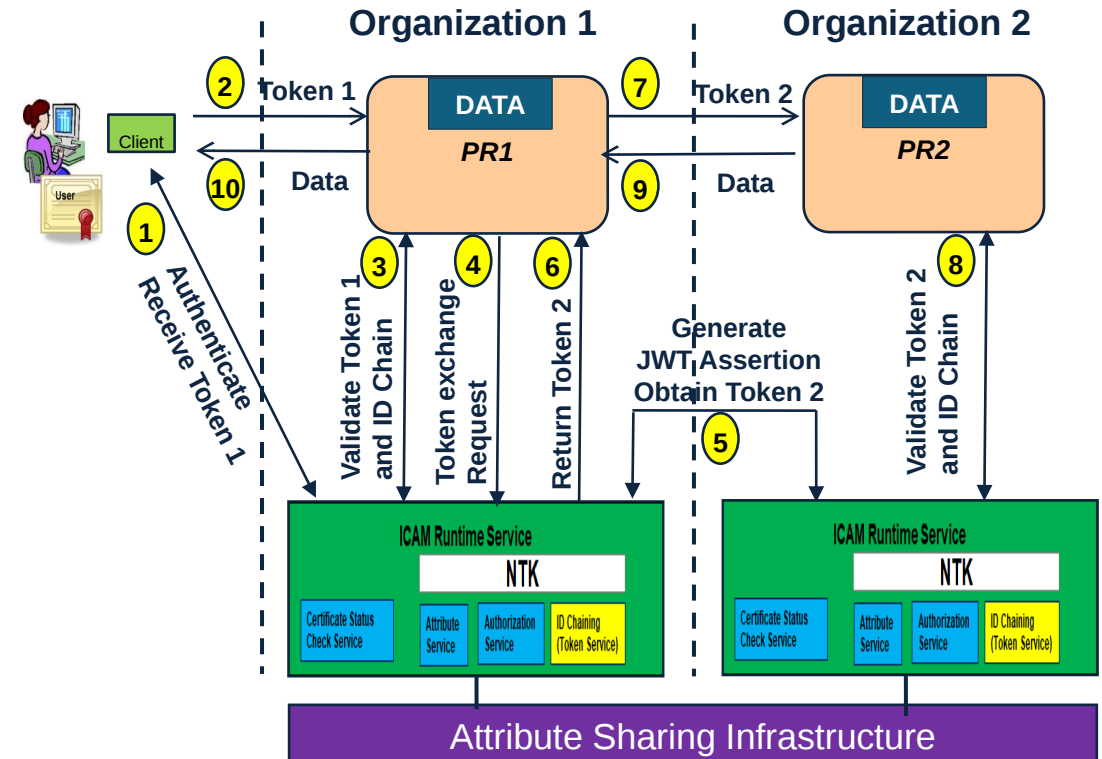 Organization 1
Organization 2
2
Token 1
DATA
PR1
7
Token 2
DATA
PR2
Client
User
10
Data
9
Data
1
Authenticate
Receive Token 1
3
Validate Token 1
and ID Chain
4
Token exchange
Request
6
Return Token 2
Generate
JWT Assertion
Obtain Token 2
5
8
Validate Token 2
and ID Chain
ICAM Runtime Service
NTK
Certificate Status
Check Service
Attribute
Service
Authorization
Service
ID Chaining
(Token Service)
ICAM Runtime Service
NTK
Certificate Status
Check Service
Attribute
Service
Authorization
Service
ID Chaining
(Token Service)
Attribute Sharing Infrastructure